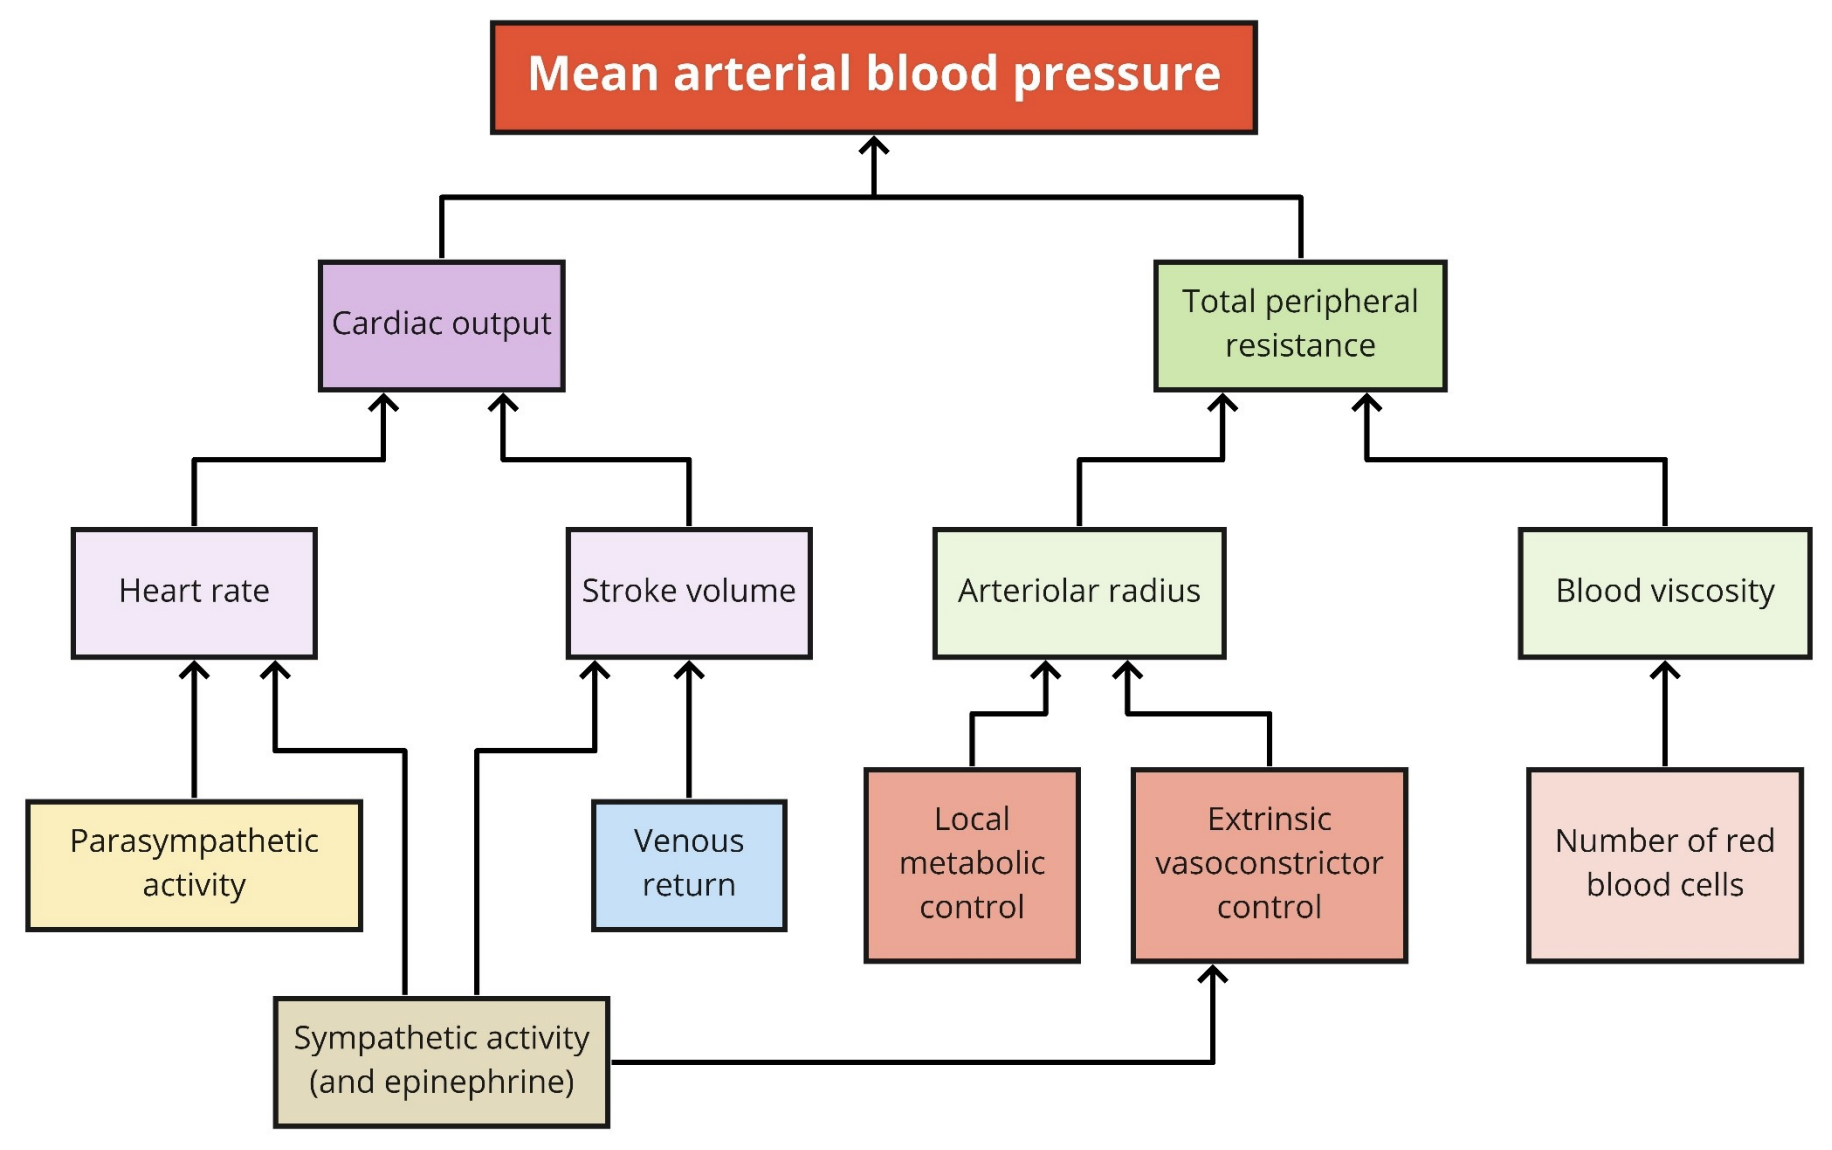 Mean arterial blood pressure
Cardiac output
Total peripheral
resistance
Heart rate
Stroke volume
Arteriolar radius
Blood viscosity
Parasympathetic
activity
Venous
return
Local
metabolic
control
Extrinsic
vasoconstrictor
control
Number of red
blood cells
Sympathetic activity
(and epinephrine)